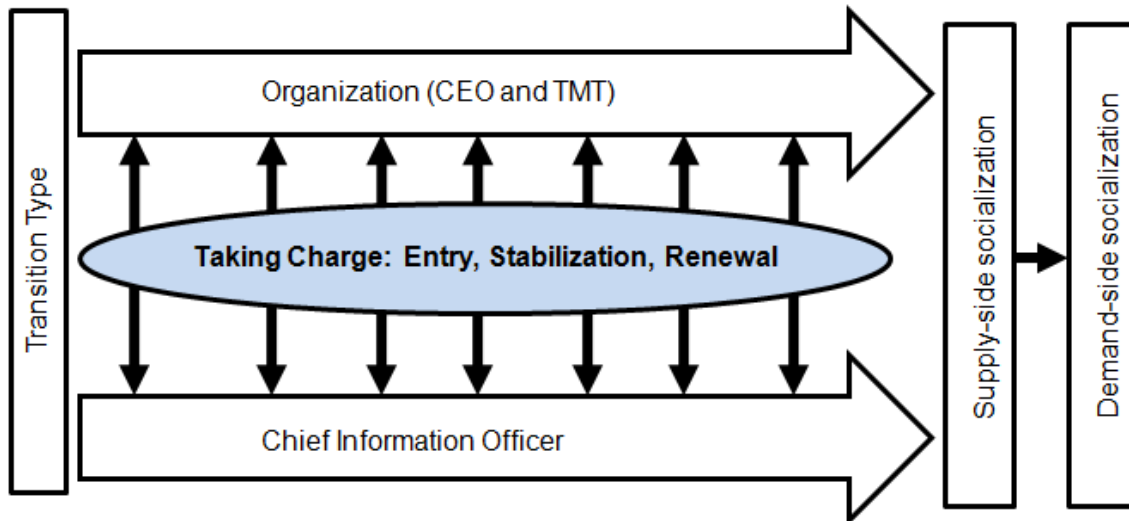 Transition Type
Organization (CEO and TMT)
Taking Charge: Entry, Stabilization, Renewal
Chief Information Officer
Supply-side socialization
Demand-side socialization